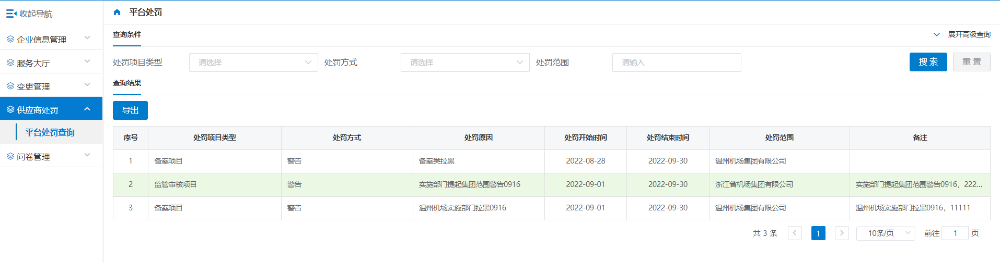 收起导航
企业信息管理
服务大厅
变更管理
供应商处罚
平台处罚查询
问卷管理
平台处罚
查询条件
展开高级查询
处罚项目类型 请选择 处罚方式 请选择 处罚范围 请输入 搜 索 重 置
查询结果
导出
序号 处罚项目类型 处罚方式 处罚原因 处罚开始时间 处罚结束时间 处罚范围 备注
1 备案项目 警告 备案类拉黑 2022-08-28 2022-09-30 温州机场集团有限公司
2 监管审核项目 警告 实施部门提起集团范围警告0916 2022-09-01 2022-09-30 浙江省机场集团有限公司 实施部门提起集团范围警告0916，222...
3 备案项目 警告 温州机场实施部门拉黑0916 2022-09-01 2022-09-30 温州机场集团有限公司 温州机场实施部门拉黑0916，11111
共 3 条 1 10条/页 前往 1 页